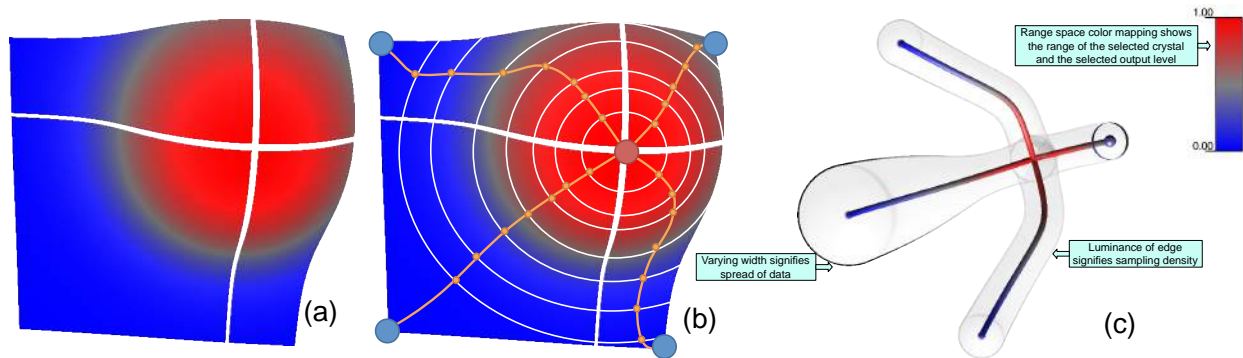 (a)
(b)
Varying width signifies
spread of data
Range space color mapping shows
the range of the selected crystal
and the selected output level
1.00
0.00
Luminance of edge
signifies sampling density
(c)